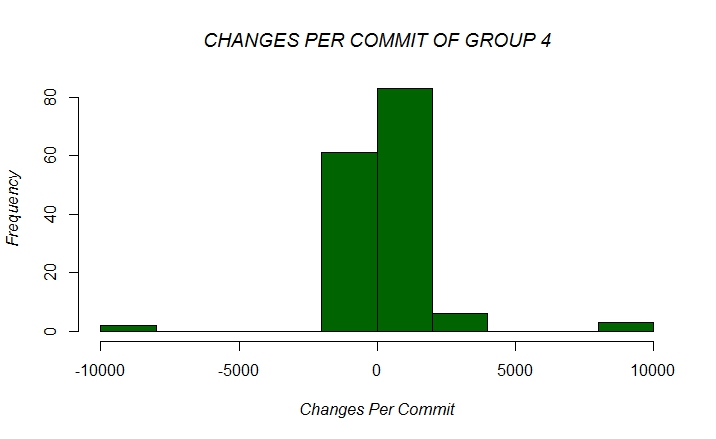 CHANGES PER COMMIT OF GROUP 4
80
60
40
20
0
Frequency
-10000 -5000 0 5000 10000
Changes Per Commit